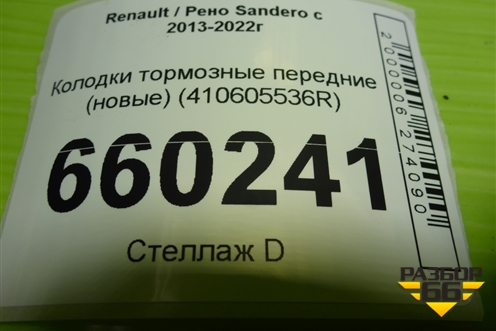 Renault / Рено Sandero с
2013-2022г
Колодки тормозные передние
(новые) (410605536R)
660241
Стеллаж D
2000006274090
РАЗБОР
66